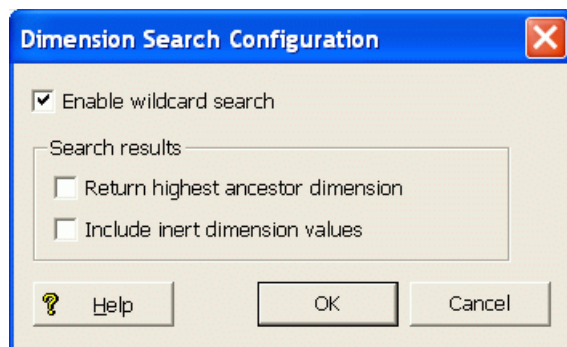 Dimension Search Configuration
Enable wildcard search
Search results
Return highest ancestor dimension
Include inert dimension values
? Help OK Cancel